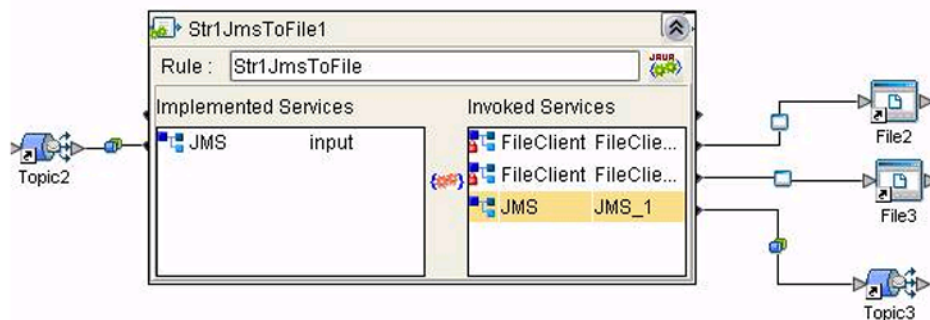 Str1JmsToFile1
Rule : Str1JmsToFile
JAVA
Implemented Services Invoked Services
JMS input
FileClient FileClie...
FileClient FileClie...
JMS JMS_1
Topic2
File2
File3
Topic3